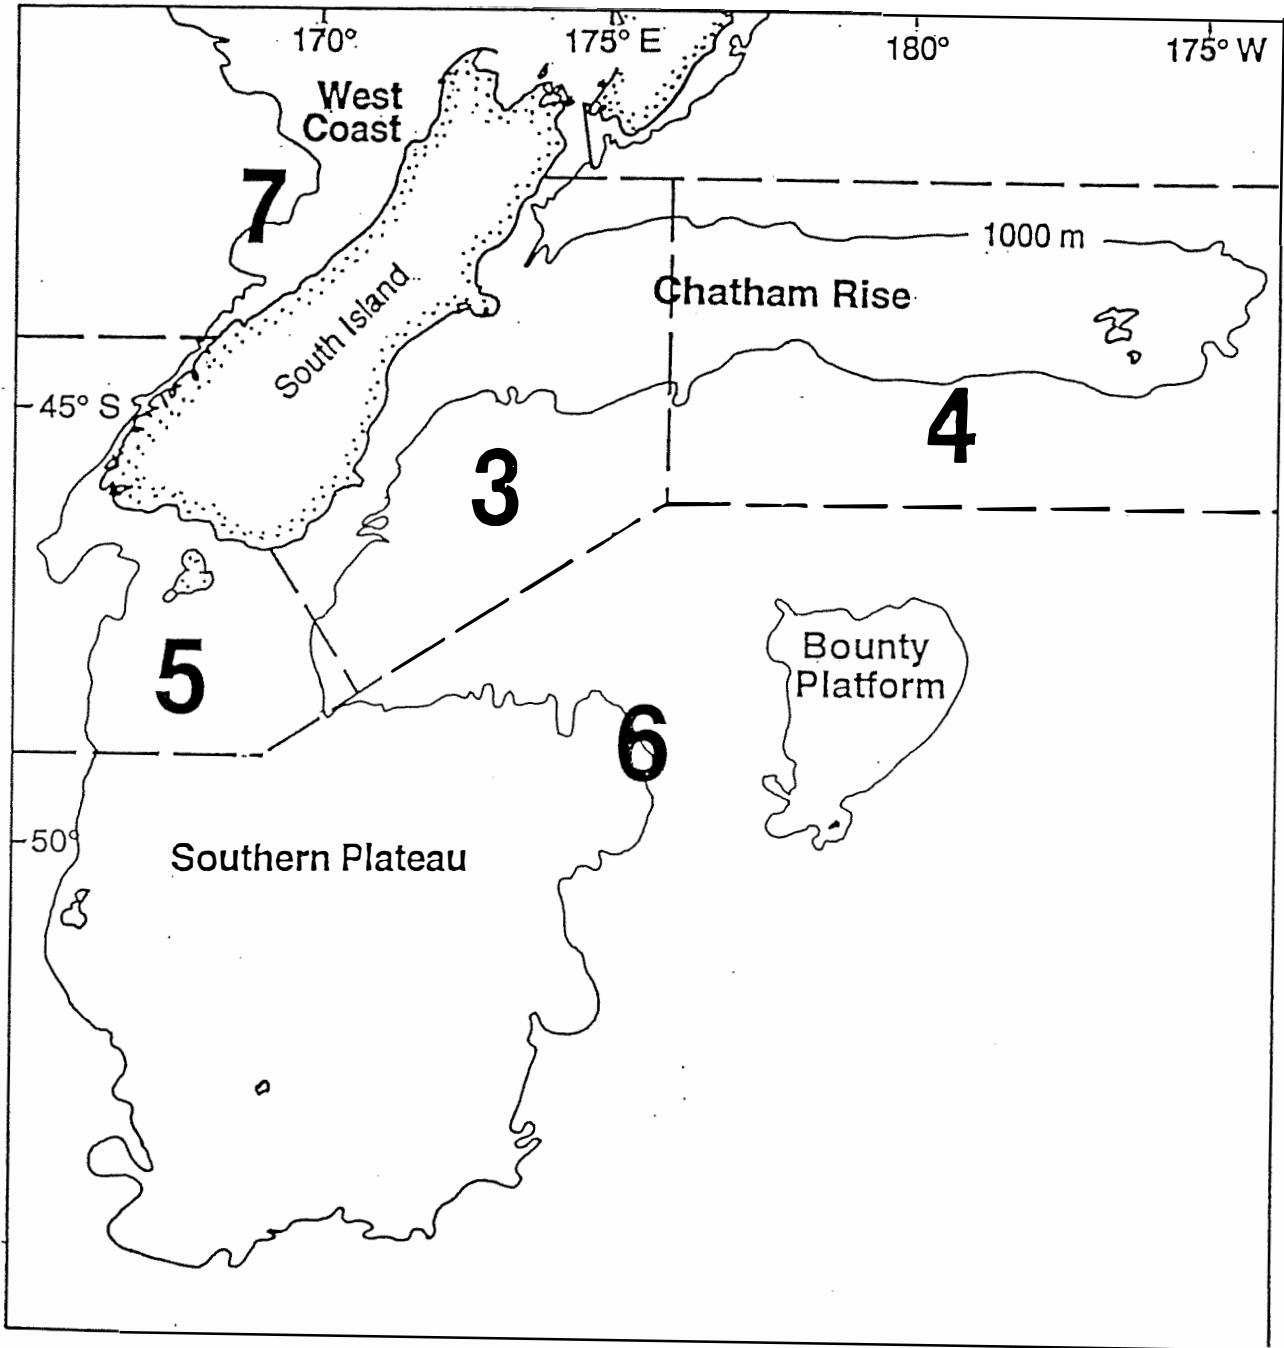 170°
175° E
180°
175° W
West
Coast
7
1000 m
Chatham Rise
South Island
45° S
4
3
Bounty
Platform
5
6
50°
Southern Plateau